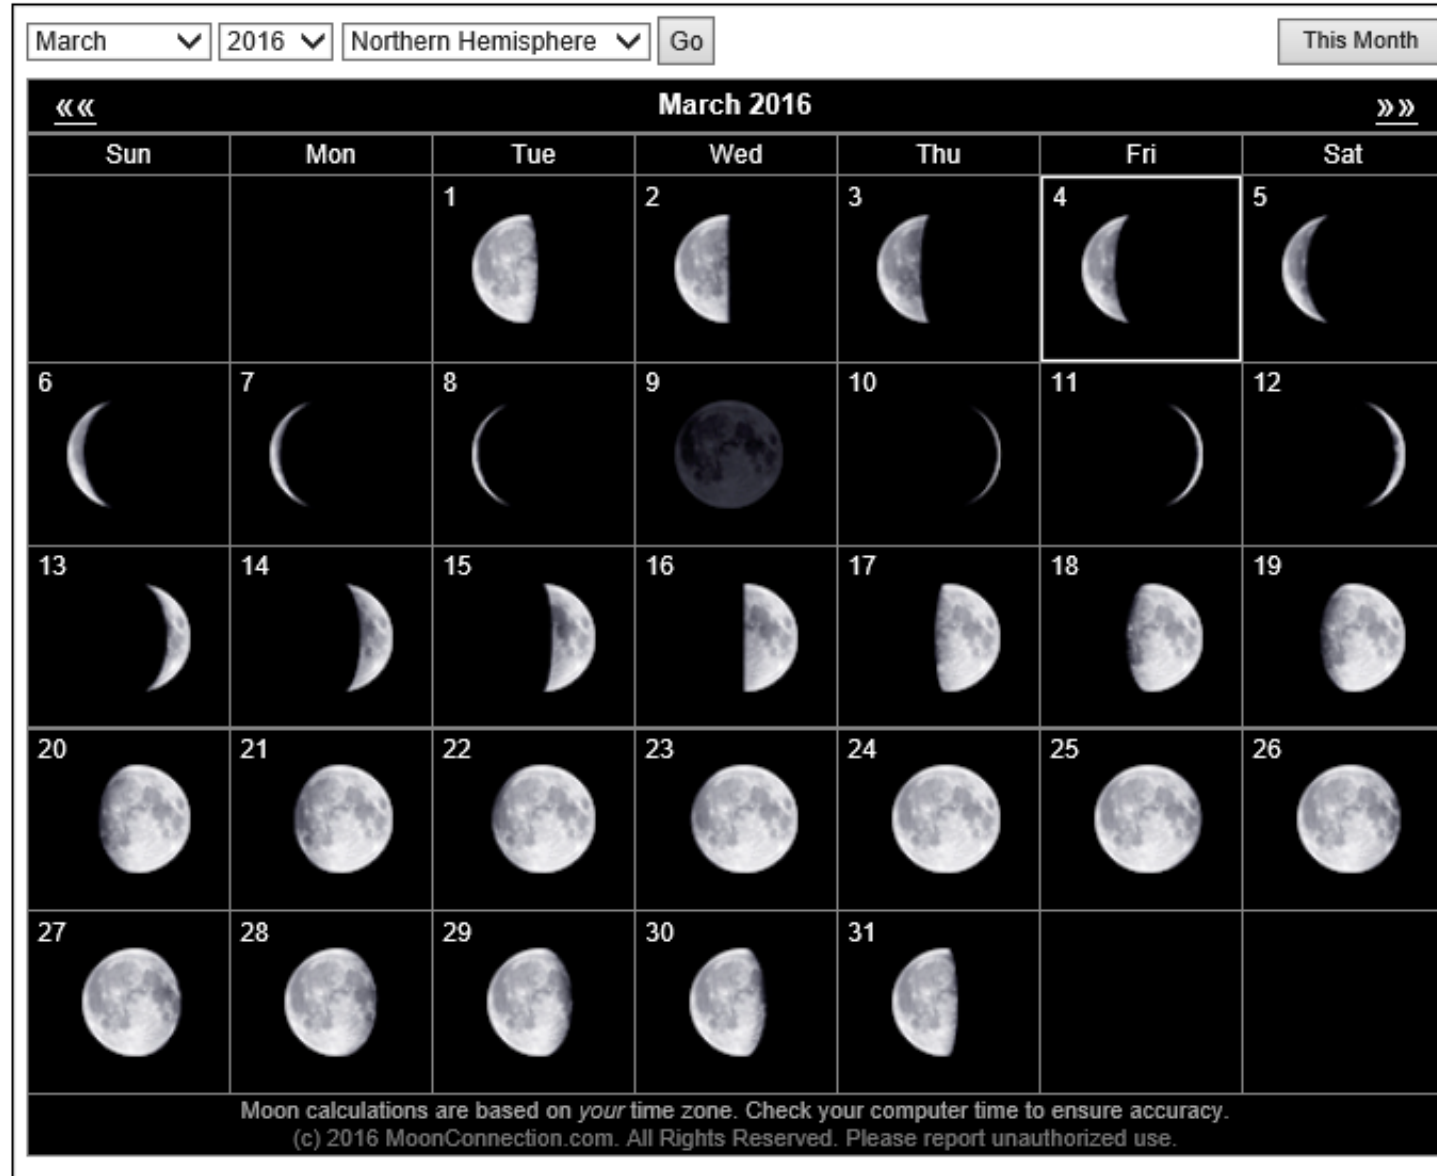 March 2016 Northern Hemisphere Go This Month
«« March 2016 »»
Sun Mon Tue Wed Thu Fri Sat
1 2 3 4 5
6 7 8 9 10 11 12
13 14 15 16 17 18 19
20 21 22 23 24 25 26
27 28 29 30 31
Moon calculations are based on your time zone. Check your computer time to ensure accuracy.
(c) 2016 MoonConnection.com. All Rights Reserved. Please report unauthorized use.